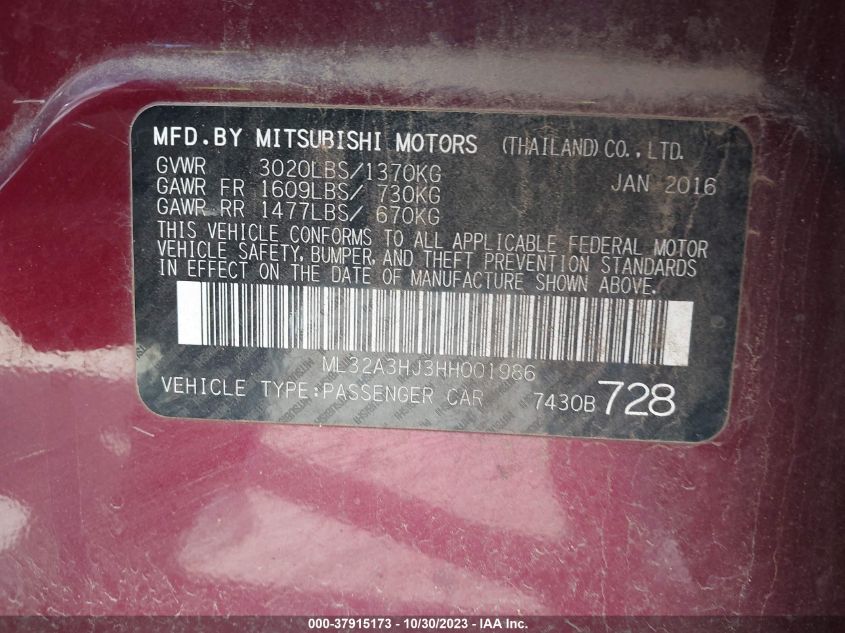 MFD.BY MITSUBISHI MOTORS (THAILAND) CO., LTD.
GVWR 3020LBS/1370KG JAN 2016
GAWR FR 1609LBS/ 730KG
GAWR RR 1477LBS/ 670KG
THIS VEHICLE CONFORMS TO ALL APPLICABLE FEDERAL MOTOR
VEHICLE SAFETY, BUMPER, AND THEFT PREVENTION STANDARDS
IN EFFECT ON THE DATE OF MANUFACTURE SHOWN ABOVE.
ML32A3HJ3HH001986
VEHICLE TYPE:PASSENGER CAR 7430B 728
000-37915173 - 10/30/2023 - IAA Inc.